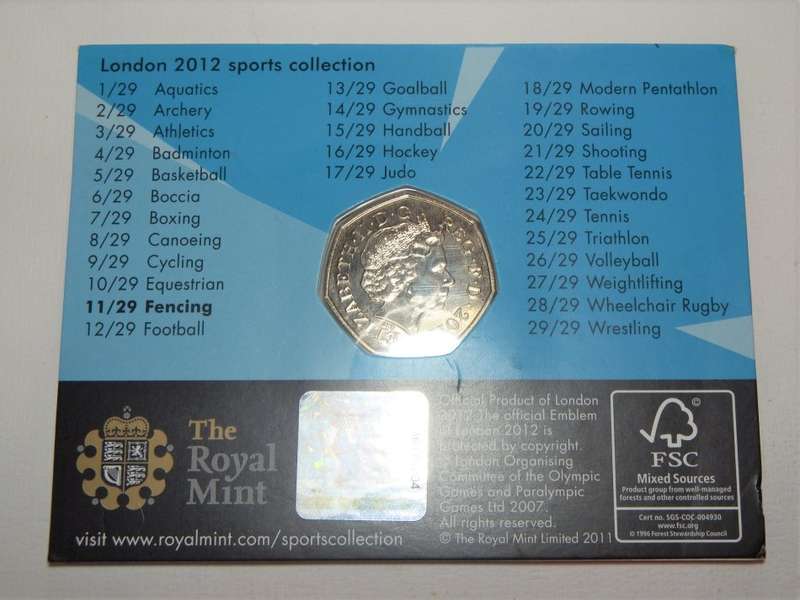 London 2012 sports collection
1/29 Aquatics
2/29 Archery
3/29 Athletics
4/29 Badminton
5/29 Basketball
6/29 Boccia
7/29 Boxing
8/29 Canoeing
9/29 Cycling
10/29 Equestrian
11/29 Fencing
12/29 Football
13/29 Goalball
14/29 Gymnastics
15/29 Handball
16/29 Hockey
17/29 Judo
18/29 Modern Pentathlon
19/29 Rowing
20/29 Sailing
21/29 Shooting
22/29 Table Tennis
23/29 Taekwondo
24/29 Tennis
25/29 Triathlon
26/29 Volleyball
27/29 Weightlifting
28/29 Wheelchair Rugby
29/29 Wrestling
The
Royal
Mint
visit www.royalmint.com/sportscollection
Official Product of London
2012 The official Emblem
London 2012 is
protected by copyright.
London Organising
Committee of the Olympic
Games and Paralympic
Games Ltd 2007.
All rights reserved.
© The Royal Mint Limited 2011
©
FSC
Mixed Sources
Product group from well-managed
forests and other controlled sources
Cert no. SGS-COC-004930
www.fsc.org
© 1996 Forest Stewardship Council